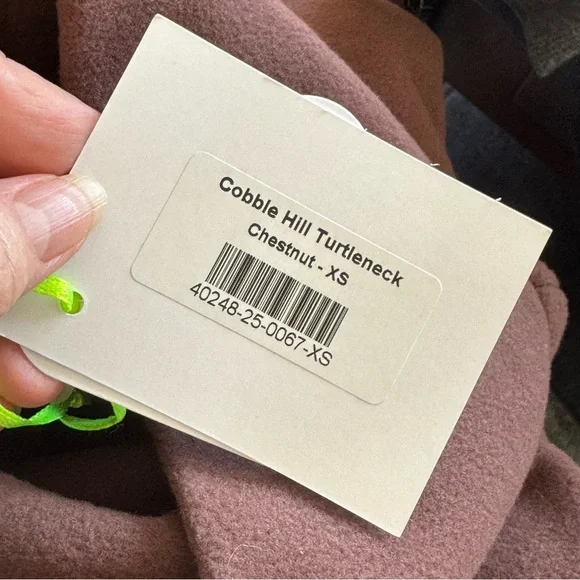 Cobble Hill Turtleneck
Chestnut - XS
40248-25-0067-XS